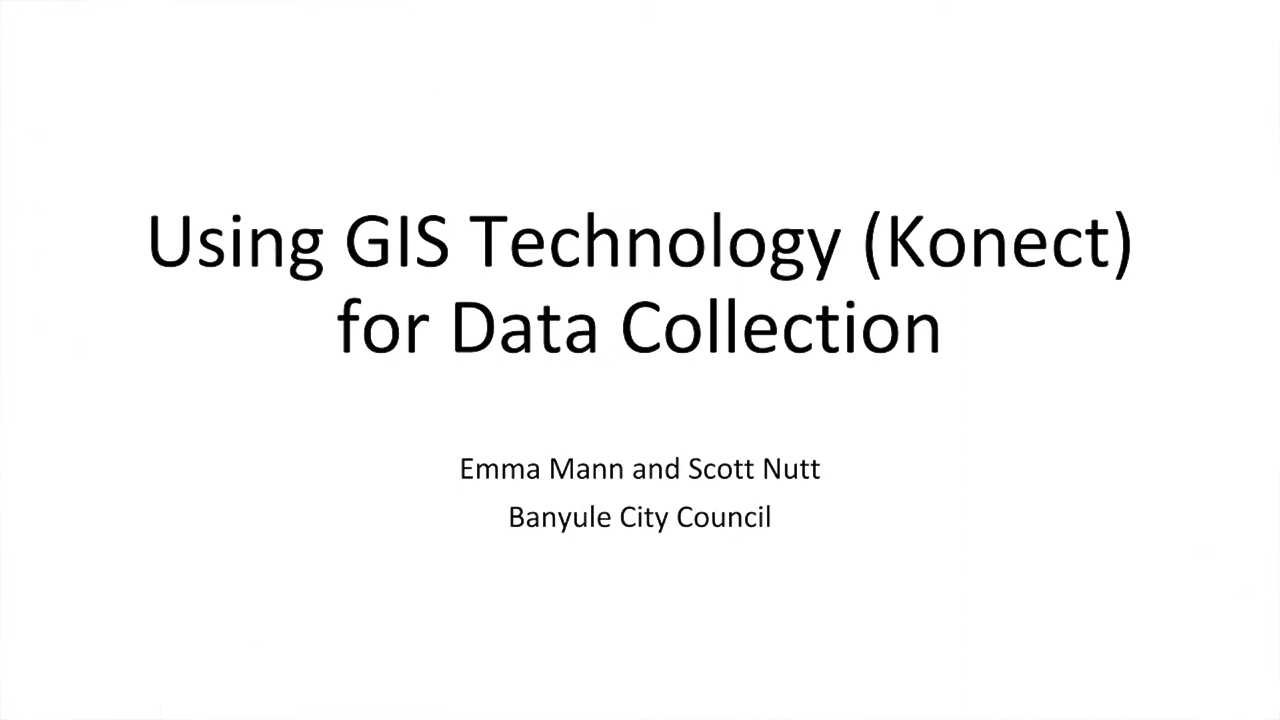 Using GIS Technology (Konect)
for Data Collection
Emma Mann and Scott Nutt
Banyule City Council